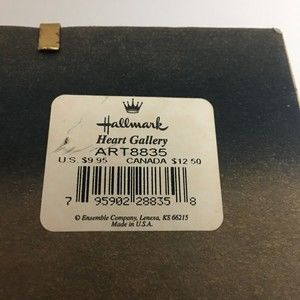 Hallmark
Heart Gallery
ART8835
U.S. $9.95 CANADA $12.50
7 95902 28835 8
© Ensemble Company, Lenexa, KS 66215
Made in U.S.A.